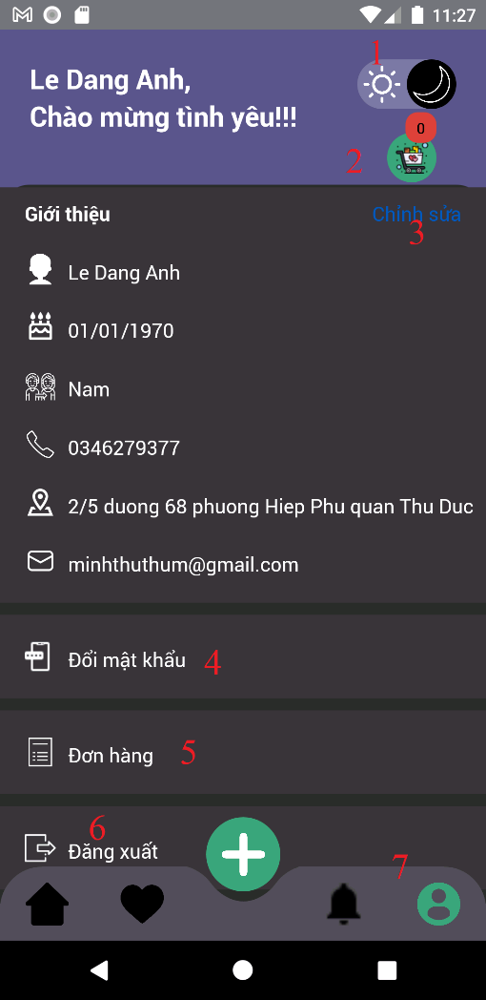 11:27
1
Le Dang Anh,
Chào mừng tình yêu!!!
0
2
Giới thiệu
Chỉnh sửa
3
Le Dang Anh
01/01/1970
Nam
0346279377
2/5 duong 68 phuong Hiep Phu quan Thu Duc
minhthuthum@gmail.com
Đổi mật khẩu 4
Đơn hàng 5
6
Đăng xuất
7